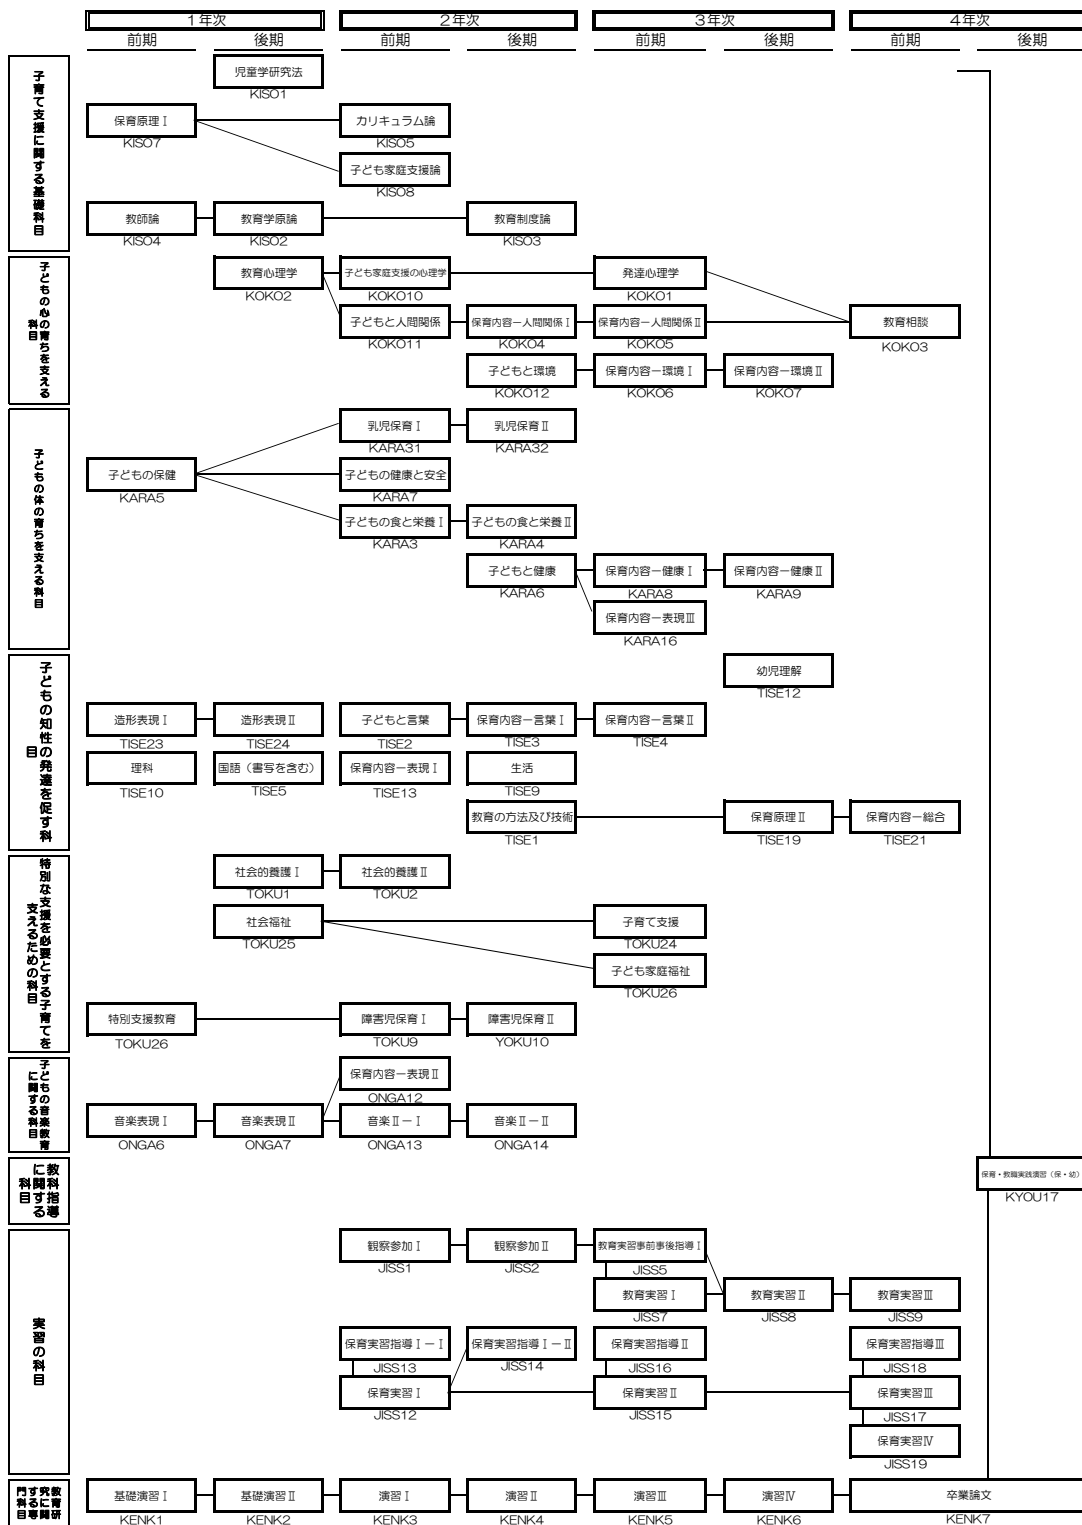 1年次 2年次 3年次 4年次
前期 後期 前期 後期 前期 後期 前期 後期
子育て支援に関する基礎科目
児童学研究法
KISO1
保育原理Ⅰ カリキュラム論
KISO7 KISO5
子ども家庭支援論
KISO8
教師論 教育学原論 教育制度論
KISO4 KISO2 KISO3
子どもの心の育ちを支える
科目
教育心理学 子ども家庭支援の心理学 発達心理学
KOKO2 KOKO10 KOKO1
子どもと人間関係 保育内容ー人間関係Ⅰ 保育内容ー人間関係Ⅱ 教育相談
KOKO11 KOKO4 KOKO5 KOKO3
子どもと環境 保育内容ー環境Ⅰ 保育内容ー環境Ⅱ
KOKO12 KOKO6 KOKO7
子どもの体の育ちを支える科目
乳児保育Ⅰ 乳児保育Ⅱ
KARA31 KARA32
子どもの保健 子どもの健康と安全
KARA5 KARA7
子どもの食と栄養Ⅰ 子どもの食と栄養Ⅱ
KARA3 KARA4
子どもと健康 保育内容ー健康Ⅰ 保育内容ー健康Ⅱ
KARA6 KARA8 KARA9
保育内容ー表現Ⅲ
KARA16
子どもの知性の発達を促す科
目
幼児理解
TISE12
造形表現Ⅰ 造形表現Ⅱ 子どもと言葉 保育内容ー言葉Ⅰ 保育内容ー言葉Ⅱ
TISE23 TISE24 TISE2 TISE3 TISE4
理科 国語（書写を含む） 保育内容ー表現Ⅰ 生活
TISE10 TISE5 TISE13 TISE9
教育の方法及び技術 保育原理Ⅱ 保育内容ー総合
TISE1 TISE19 TISE21
特別な支援を必要とする子育てを
支えるための科目
社会的養護Ⅰ 社会的養護Ⅱ
TOKU1 TOKU2
社会福祉 子育て支援
TOKU25 TOKU24
子ども家庭福祉
TOKU26
特別支援教育 障害児保育Ⅰ 障害児保育Ⅱ
TOKU26 TOKU9 YOKU10
子どもの音楽教育
に関する科目
保育内容ー表現Ⅱ
ONGA12
音楽表現Ⅰ 音楽表現Ⅱ 音楽ⅡーⅠ 音楽ⅡーⅡ
ONGA6 ONGA7 ONGA13 ONGA14
教科指導
に関する
科目
保育・教職実践演習（保・幼）
KYOU17
実習の科目
観察参加Ⅰ 観察参加Ⅱ 教育実習事前事後指導Ⅰ
JISS1 JISS2 JISS5
教育実習Ⅰ 教育実習Ⅱ 教育実習Ⅲ
JISS7 JISS8 JISS9
保育実習指導ⅠーⅠ 保育実習指導ⅠーⅡ 保育実習指導Ⅱ 保育実習指導Ⅲ
JISS13 JISS14 JISS16 JISS18
保育実習Ⅰ 保育実習Ⅱ 保育実習Ⅲ
JISS12 JISS15 JISS17
保育実習Ⅳ
JISS19
教育研
究に関
する専
門科目
基礎演習Ⅰ 基礎演習Ⅱ 演習Ⅰ 演習Ⅱ 演習Ⅲ 演習Ⅳ 卒業論文
KENK1 KENK2 KENK3 KENK4 KENK5 KENK6 KENK7